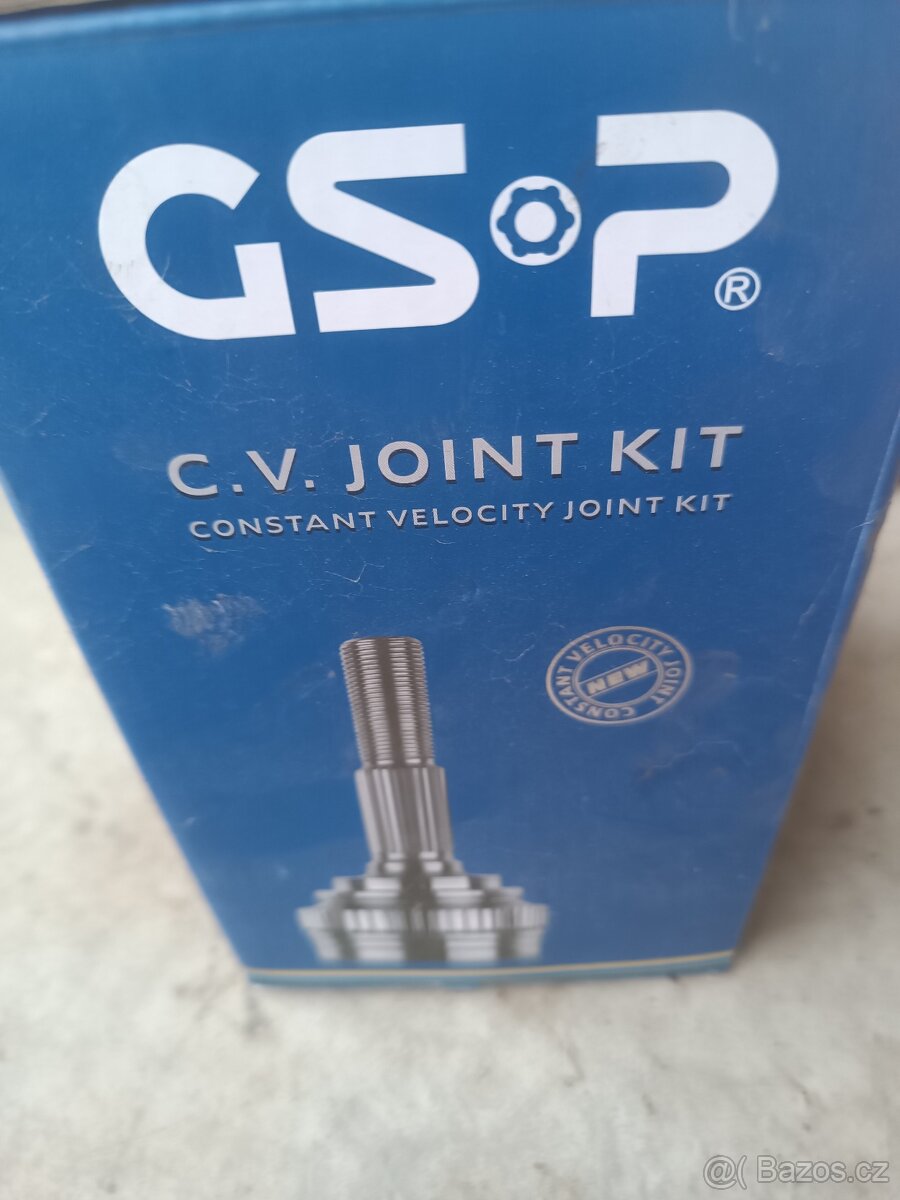 GSP®
C.V. JOINT KIT
CONSTANT VELOCITY JOINT KIT
CONSTANT VELOCITY JOINT
NEW
@( Bazos.cz